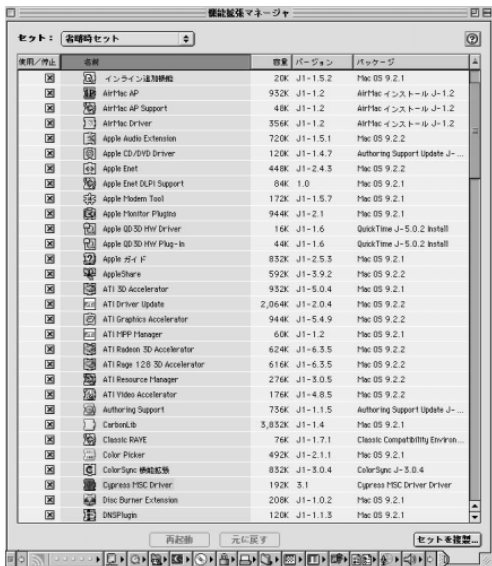 機能拡張マネージャ
セット： 省略時セット
使用/停止 名前 容量 バージョン パッケージ
インライン追加機能 20K J1-1.5.2 Mac OS 9.2.1
AirMac AP 932K J1-1.2 AirMac インストール J-1.2
AirMac AP Support 48K J1-1.2 AirMac インストール J-1.2
AirMac Driver 356K J1-1.2 AirMac インストール J-1.2
Apple Audio Extension 720K J1-1.5.1 Mac OS 9.2.2
Apple CD/DVD Driver 120K J1-1.4.7 Authoring Support Update J- ...
Apple Enet 448K J1-2.4.3 Mac OS 9.2.2
Apple Enet DLPI Support 84K 1.0 Mac OS 9.2.1
Apple Modem Tool 172K J1-1.5.7 Mac OS 9.2.1
Apple Monitor Plugins 944K J1-2.1 Mac OS 9.2.1
Apple QD3D HW Driver 16K J1-1.6 QuickTime J-5.0.2 Install
Apple QD3D HW Plug-In 44K J1-1.6 QuickTime J-5.0.2 Install
Apple ガイド 832K J1-2.5.3 Mac OS 9.2.1
AppleShare 592K J1-3.9.2 Mac OS 9.2.2
ATI 3D Accelerator 932K J1-5.0.4 Mac OS 9.2.1
ATI Driver Update 2,064K J1-2.0.4 Mac OS 9.2.2
ATI Graphics Accelerator 944K J1-5.4.9 Mac OS 9.2.2
ATI MPP Manager 60K J1-1.2 Mac OS 9.2.1
ATI Radeon 3D Accelerator 624K J1-6.3.5 Mac OS 9.2.2
ATI Rage 128 3D Accelerator 616K J1-6.3.5 Mac OS 9.2.2
ATI Resource Manager 276K J1-3.0.5 Mac OS 9.2.2
ATI Video Accelerator 176K J1-4.8.5 Mac OS 9.2.2
Authoring Support 736K J1-1.1.5 Authoring Support Update J- ...
CarbonLib 3,832K J1-1.4 Mac OS 9.2.1
Classic RAVE 76K J1-1.7.1 Classic Compatibility Environ...
Color Picker 492K J1-2.1.1 Mac OS 9.2.1
ColorSync 機能拡張 832K J1-3.0.4 ColorSync J-3.0.4
Cypress MSC Driver 192K 3.1 Cypress MSC Driver Driver
Disc Burner Extension 208K J1-1.0.2 Mac OS 9.2.1
DNSPlugin 120K J1-1.1.3 Mac OS 9.2.1
再起動 元に戻す セットを複製...